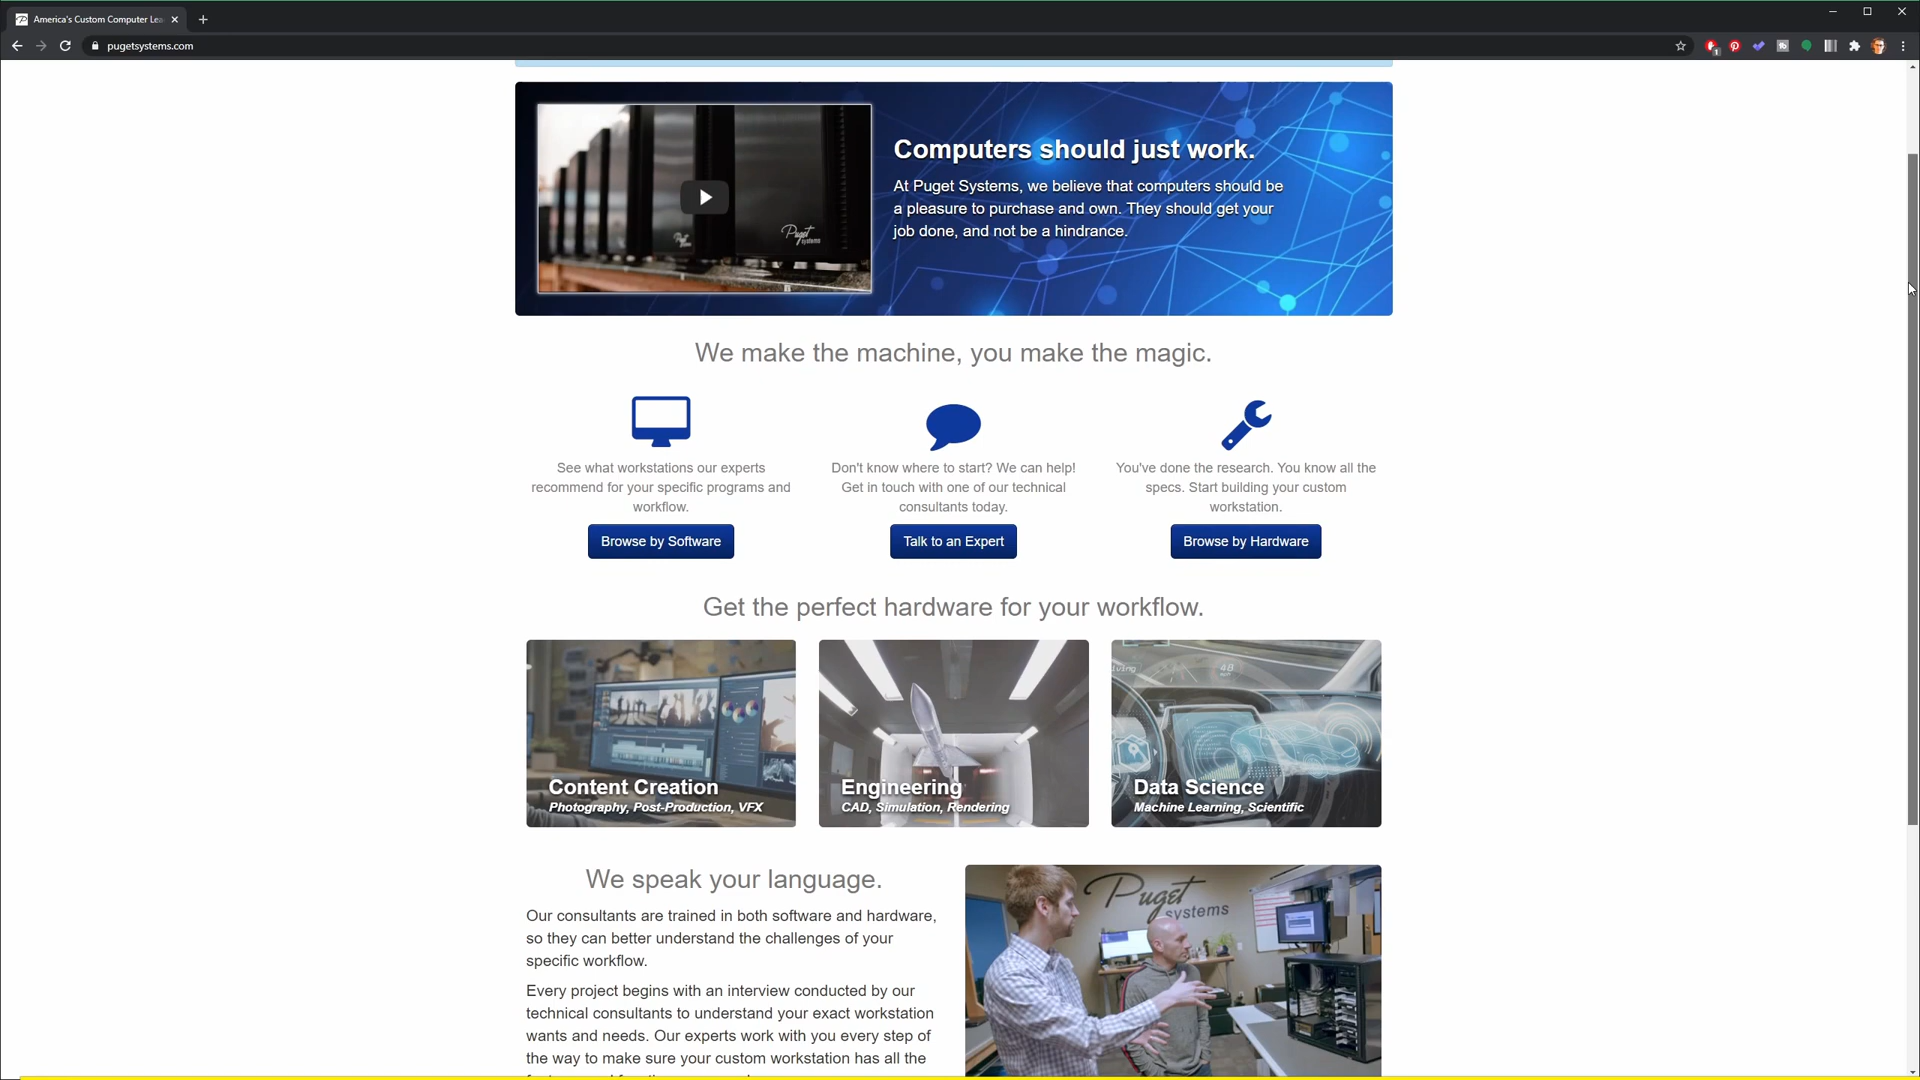 America's Custom Computer Lea
pugetsystems.com
Puget
systems
Computers should just work.
At Puget Systems, we believe that computers should be
a pleasure to purchase and own. They should get your
job done, and not be a hindrance.
We make the machine, you make the magic.
See what workstations our experts
recommend for your specific programs and
workflow.
Browse by Software
Don't know where to start? We can help!
Get in touch with one of our technical
consultants today.
Talk to an Expert
You've done the research. You know all the
specs. Start building your custom
workstation.
Browse by Hardware
Get the perfect hardware for your workflow.
Content Creation
Photography, Post-Production, VFX
Engineering
CAD, Simulation, Rendering
48
Data Science
Machine Learning, Scientific
We speak your language.
Our consultants are trained in both software and hardware,
so they can better understand the challenges of your
specific workflow.
Every project begins with an interview conducted by our
technical consultants to understand your exact workstation
wants and needs. Our experts work with you every step of
the way to make sure your custom workstation has all the
Puget
systems